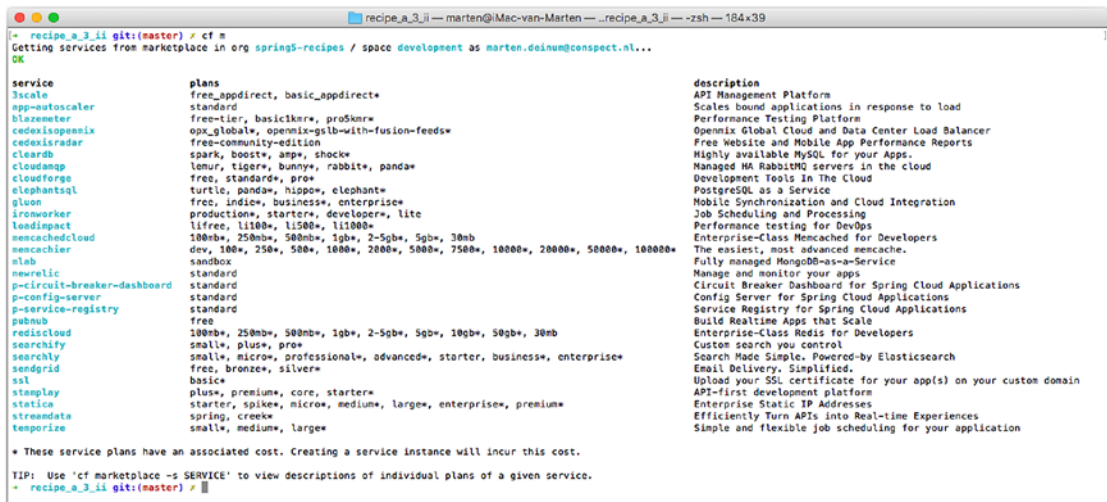 recipe_a_3_ii — marten@iMac-van-Marten — ..recipe_a_3_ii — -zsh — 184×39
→ recipe_a_3_ii git:(master) ✗ cf m
Getting services from marketplace in org spring5-recipes / space development as marten.deinum@conspect.nl...
OK
service plans description
3scale free_appdirect, basic_appdirect* API Management Platform
app-autoscaler standard Scales bound applications in response to load
blazemeter free-tier, basic1kmr*, pro5kmr* Performance Testing Platform
cedexisopenmix opx_global*, openmix-gslb-with-fusion-feeds* Openmix Global Cloud and Data Center Load Balancer
cedexisradar free-community-edition Free Website and Mobile App Performance Reports
cleardb spark, boost*, amp*, shock* Highly available MySQL for your Apps.
cloudamqp lemur, tiger*, bunny*, rabbit*, panda* Managed HA RabbitMQ servers in the cloud
cloudforge free, standard*, pro* Development Tools In The Cloud
elephantsql turtle, panda*, hippo*, elephant* PostgreSQL as a Service
gluon free, indie*, business*, enterprise* Mobile Synchronization and Cloud Integration
ironworker production*, starter*, developer*, lite Job Scheduling and Processing
loadimpact lifree, li100*, li500*, li1000* Performance testing for DevOps
memcachedcloud 100mb*, 250mb*, 500mb*, 1gb*, 2-5gb*, 5gb*, 30mb Enterprise-Class Memcached for Developers
memcachier dev, 100*, 250*, 500*, 1000*, 2000*, 5000*, 7500*, 10000*, 20000*, 50000*, 100000* The easiest, most advanced memcache.
mlab sandbox Fully managed MongoDB-as-a-Service
newrelic standard Manage and monitor your apps
p-circuit-breaker-dashboard standard Circuit Breaker Dashboard for Spring Cloud Applications
p-config-server standard Config Server for Spring Cloud Applications
p-service-registry standard Service Registry for Spring Cloud Applications
pubnub free Build Realtime Apps that Scale
rediscloud 100mb*, 250mb*, 500mb*, 1gb*, 2-5gb*, 5gb*, 10gb*, 50gb*, 30mb Enterprise-Class Redis for Developers
searchify small*, plus*, pro* Custom search you control
searchly small*, micro*, professional*, advanced*, starter, business*, enterprise* Search Made Simple. Powered-by Elasticsearch
sendgrid free, bronze*, silver* Email Delivery. Simplified.
ssl basic* Upload your SSL certificate for your app(s) on your custom domain
stamplay plus*, premium*, core, starter* API-first development platform
statica starter, spike*, micro*, medium*, large*, enterprise*, premium* Enterprise Static IP Addresses
streamdata spring, creek* Efficiently Turn APIs into Real-time Experiences
temporize small*, medium*, large* Simple and flexible job scheduling for your application
* These service plans have an associated cost. Creating a service instance will incur this cost.
TIP: Use 'cf marketplace -s SERVICE' to view descriptions of individual plans of a given service.
→ recipe_a_3_ii git:(master) ✗